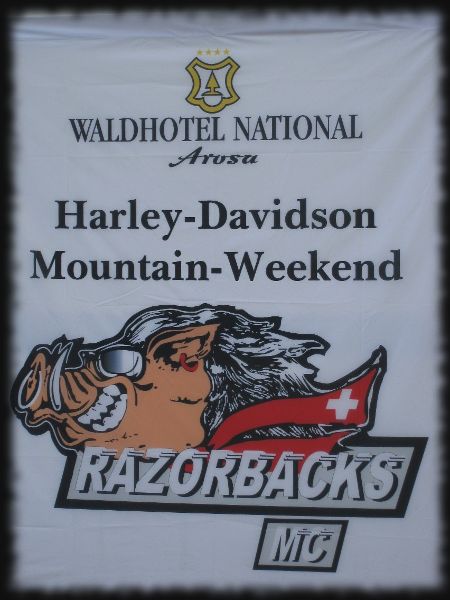 WALDHOTEL NATIONAL
Arosa
Harley-Davidson
Mountain-Weekend
RAZORBACKS
MC